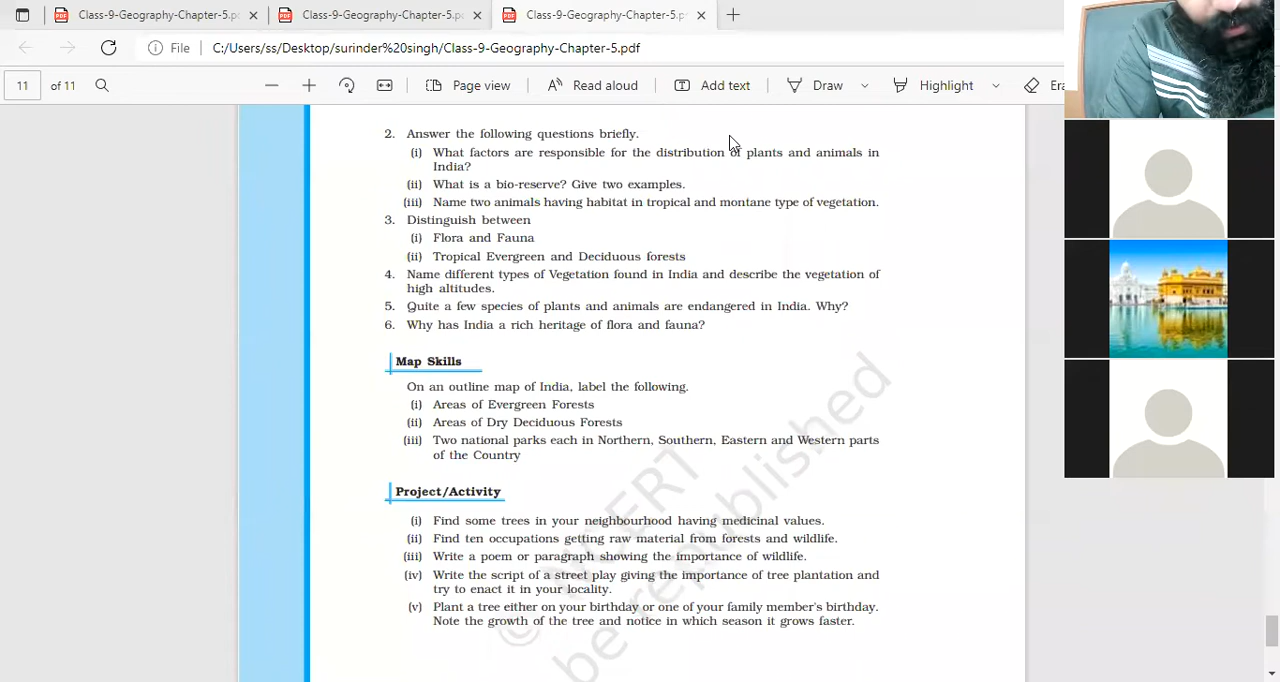 Class-9-Geography-Chapter-5.p
Class-9-Geography-Chapter-5.p
Class-9-Geography-Chapter-5.p
File
C:/Users/ss/Desktop/surinder%20singh/Class-9-Geography-Chapter-5.pdf
11 of 11
Page view
Read aloud
Add text
Draw
Highlight
Era
2. Answer the following questions briefly.
(i) What factors are responsible for the distribution of plants and animals in
India?
(ii) What is a bio-reserve? Give two examples.
(iii) Name two animals having habitat in tropical and montane type of vegetation.
3. Distinguish between
(i) Flora and Fauna
(ii) Tropical Evergreen and Deciduous forests
4. Name different types of Vegetation found in India and describe the vegetation of
high altitudes.
5. Quite a few species of plants and animals are endangered in India. Why?
6. Why has India a rich heritage of flora and fauna?
Map Skills
On an outline map of India, label the following.
(i) Areas of Evergreen Forests
(ii) Areas of Dry Deciduous Forests
(iii) Two national parks each in Northern, Southern, Eastern and Western parts
of the Country
Project/Activity
(i) Find some trees in your neighbourhood having medicinal values.
(ii) Find ten occupations getting raw material from forests and wildlife.
(iii) Write a poem or paragraph showing the importance of wildlife.
(iv) Write the script of a street play giving the importance of tree plantation and
try to enact it in your locality.
(v) Plant a tree either on your birthday or one of your family member's birthday.
Note the growth of the tree and notice in which season it grows faster.
© NCERT
be republished